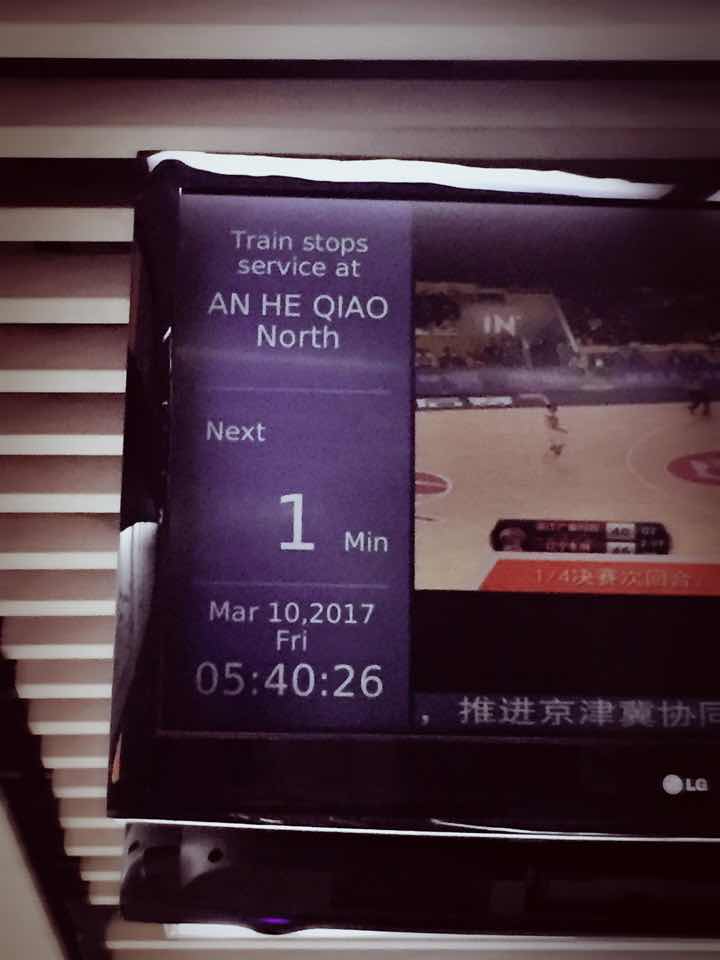 Train stops
service at
AN HE QIAO
North
Next
1 Min
Mar 10,2017
Fri
05:40:26
IN
1/4决赛次回合
，推进京津冀协同
LG